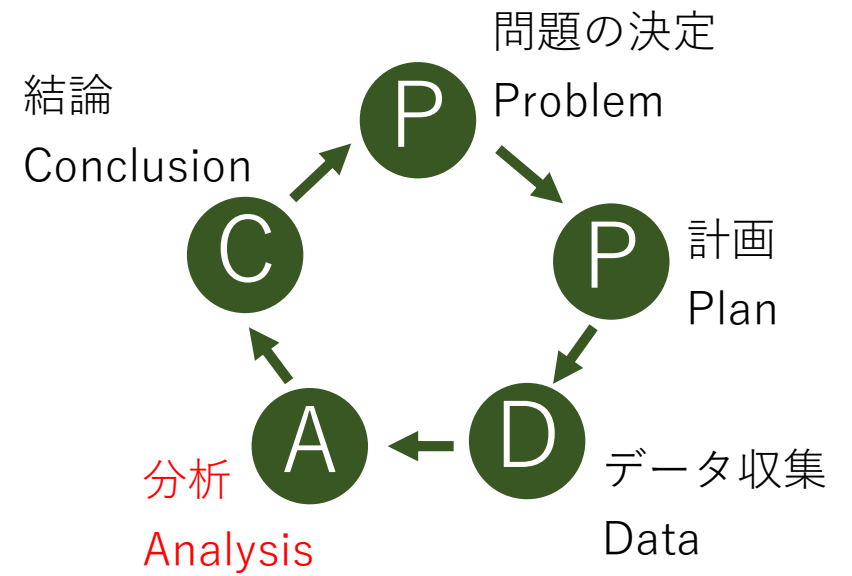 P
問題の決定
Problem
P
計画
Plan
D
データ収集
Data
A
分析
Analysis
C
結論
Conclusion